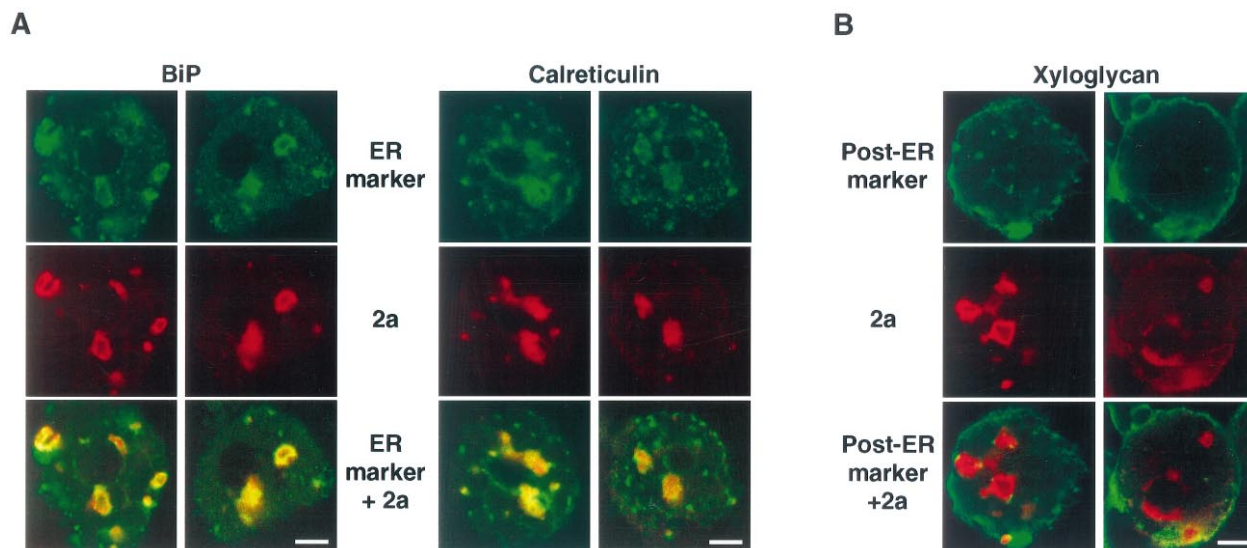 A
B
BiP
Calreticulin
Xyloglycan
ER
marker
Post-ER
marker
2a
2a
ER
marker
+ 2a
Post-ER
marker
+2a